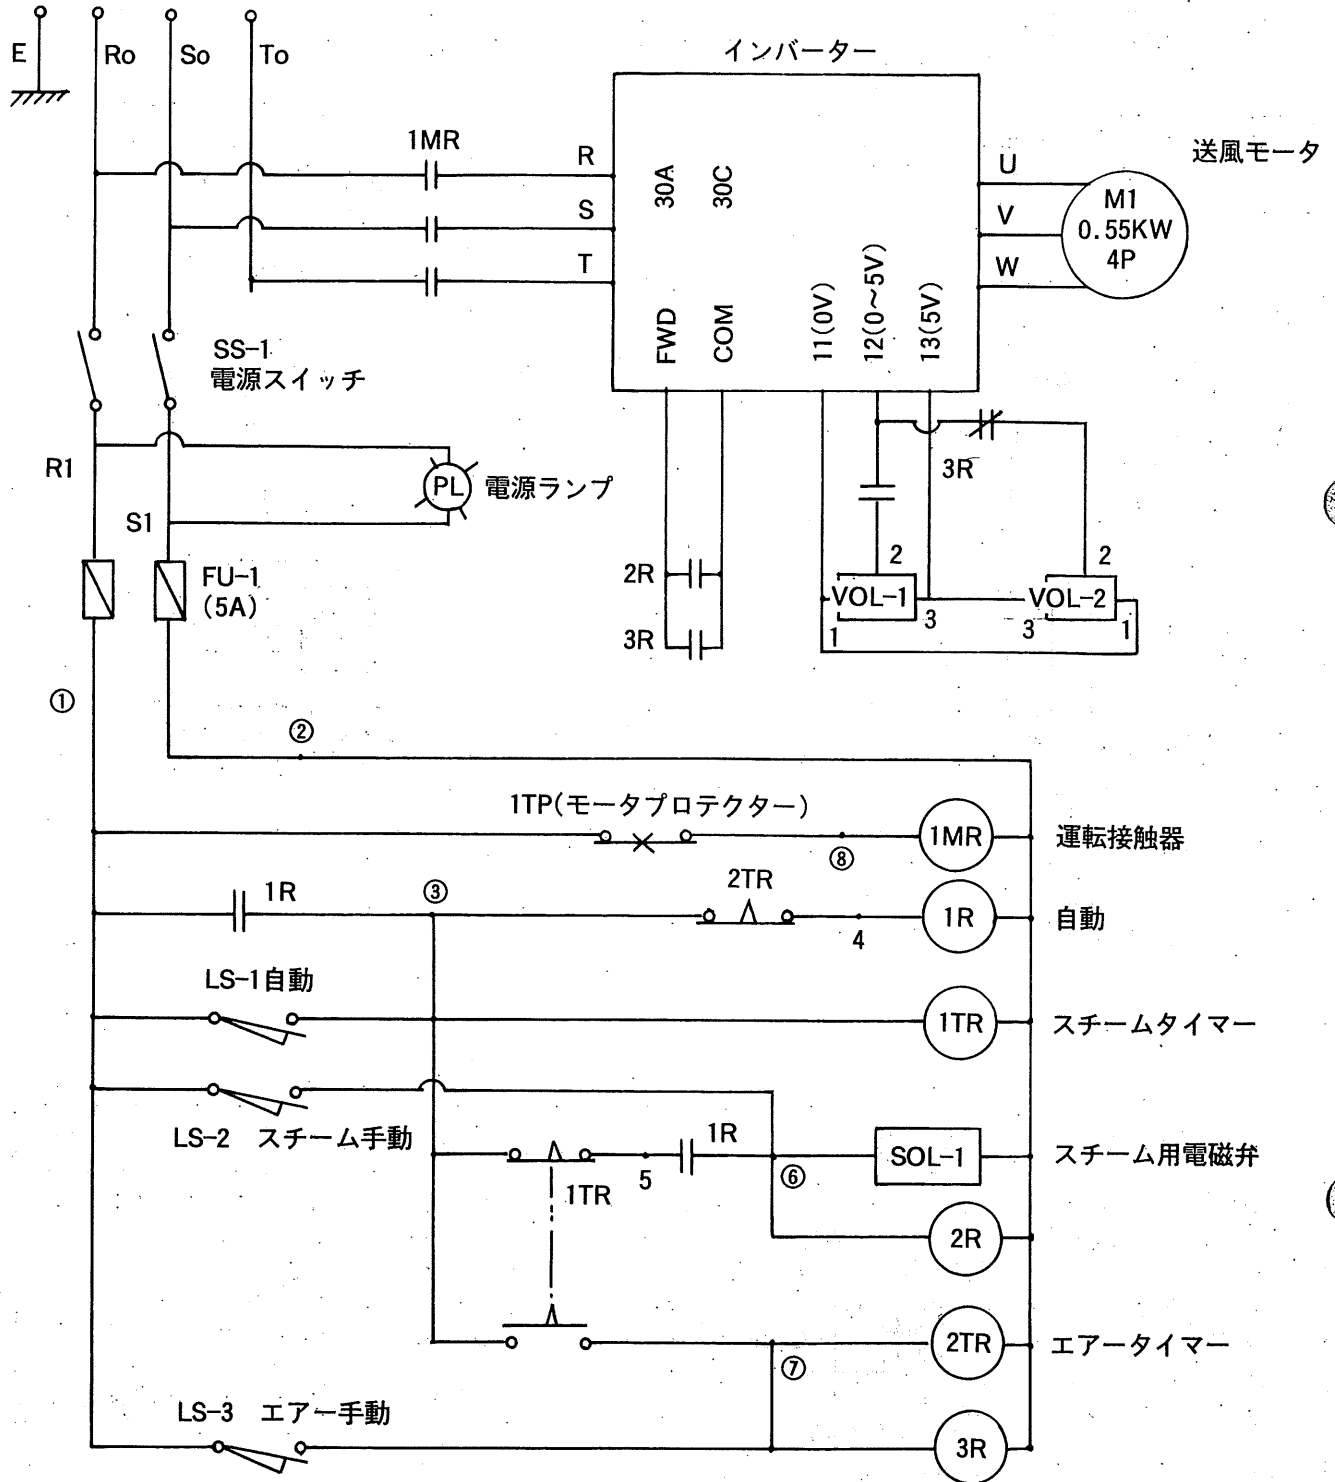 E
Ro
So
To
インバーター
1MR
R
S
T
30A
30C
FWD
COM
11(0V)
12(0～5V)
13(5V)
U
V
W
送風モータ
M1
0.55KW
4P
SS-1
電源スイッチ
R1
S1
PL
電源ランプ
FU-1
(5A)
2R
3R
3R
2
VOL-1
1
3
2
VOL-2
3
1
①
②
1TP(モータプロテクター)
⑧
1MR
運転接触器
1R
③
2TR
4
1R
自動
LS-1自動
1TR
スチームタイマー
LS-2 スチーム手動
1TR
5
1R
⑥
SOL-1
スチーム用電磁弁
2R
⑦
2TR
エアータイマー
LS-3 エアー手動
3R